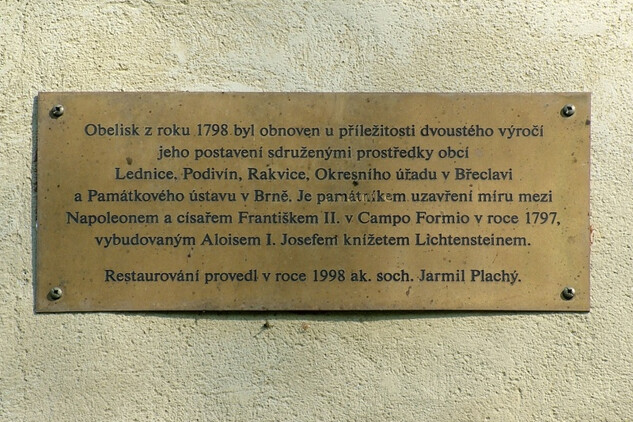 Obelisk z roku 1798 byl obnoven u příležitosti dvoustého výročí
jeho postavení sdruženými prostředky obcí
Lednice, Podivín, Rakvice, Okresního úřadu v Břeclavi
a Památkového ústavu v Brně. Je památníkem uzavření míru mezi
Napoleonem a císařem Františkem II. v Campo Formio v roce 1797,
vybudovaným Aloisem I. Josefem knížetem Lichtensteinem.
Restaurování provedl v roce 1998 ak. soch. Jarmil Plachý.